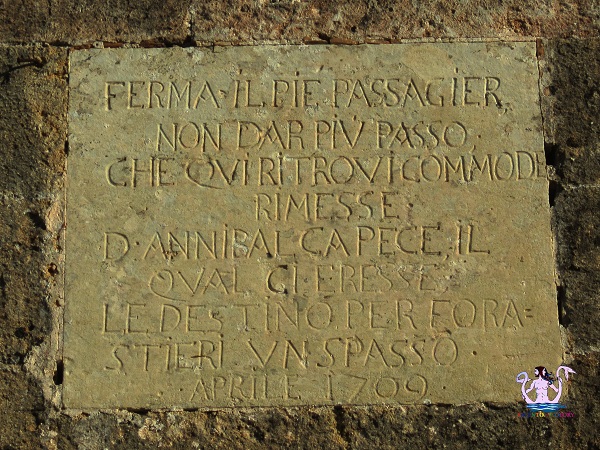 FERMA·IL PIE PASSAGIER,
NON DAR PIV PASSO,
CHE QVI RITROVI COMMODE
RIMESSE
D·ANNIBAL CAPECE, IL
QVAL CI ERESSE
LE DESTINO PER FORA=
STIERI VN SPASSO·
·APRILE 1709·